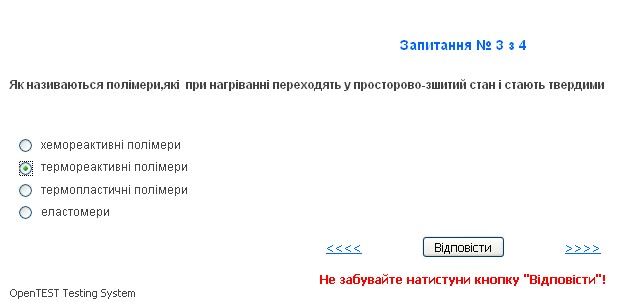 Запитання № 3 з 4
Як називаються полімери,які при нагріванні переходять у просторово-зшитий стан і стають твердими
хемореактивні полімери
термореактивні полімери
термопластичні полімери
еластомери
<<<< Відповісти >>>>
Не забувайте натистуни кнопку "Відповісти"!
OpenTEST Testing System